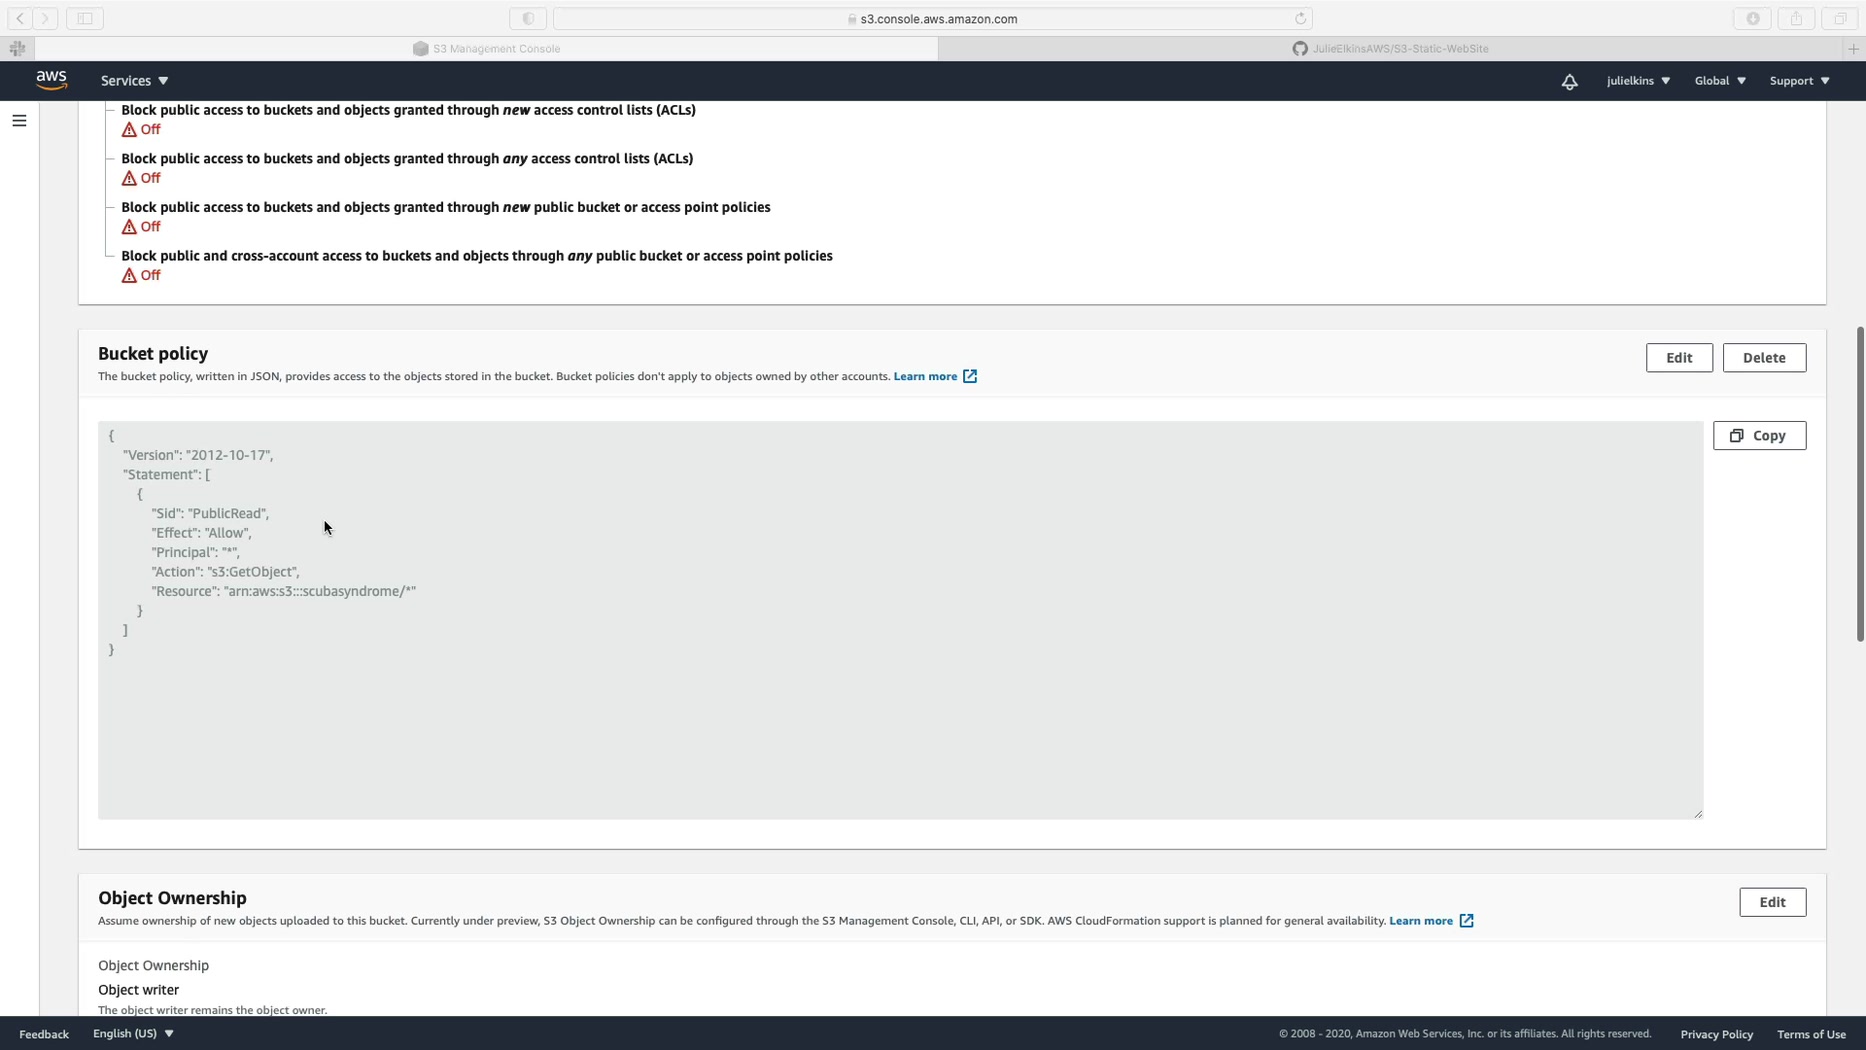 s3.console.aws.amazon.com
S3 Management Console
JulieElkinsAWS/S3-Static-WebSite
aws
Services
julielkins
Global
Support
Block public access to buckets and objects granted through new access control lists (ACLs)
Off
Block public access to buckets and objects granted through any access control lists (ACLs)
Off
Block public access to buckets and objects granted through new public bucket or access point policies
Off
Block public and cross-account access to buckets and objects through any public bucket or access point policies
Off
Bucket policy
Edit
Delete
The bucket policy, written in JSON, provides access to the objects stored in the bucket. Bucket policies don't apply to objects owned by other accounts. Learn more
Copy
{
"Version": "2012-10-17",
"Statement": [
{
"Sid": "PublicRead",
"Effect": "Allow",
"Principal": "*",
"Action": "s3:GetObject",
"Resource": "arn:aws:s3:::scubasyndrome/*"
}
]
}
Object Ownership
Edit
Assume ownership of new objects uploaded to this bucket. Currently under preview, S3 Object Ownership can be configured through the S3 Management Console, CLI, API, or SDK. AWS CloudFormation support is planned for general availability. Learn more
Object Ownership
Object writer
The object writer remains the object owner.
Feedback
English (US)
© 2008 - 2020, Amazon Web Services, Inc. or its affiliates. All rights reserved.
Privacy Policy
Terms of Use